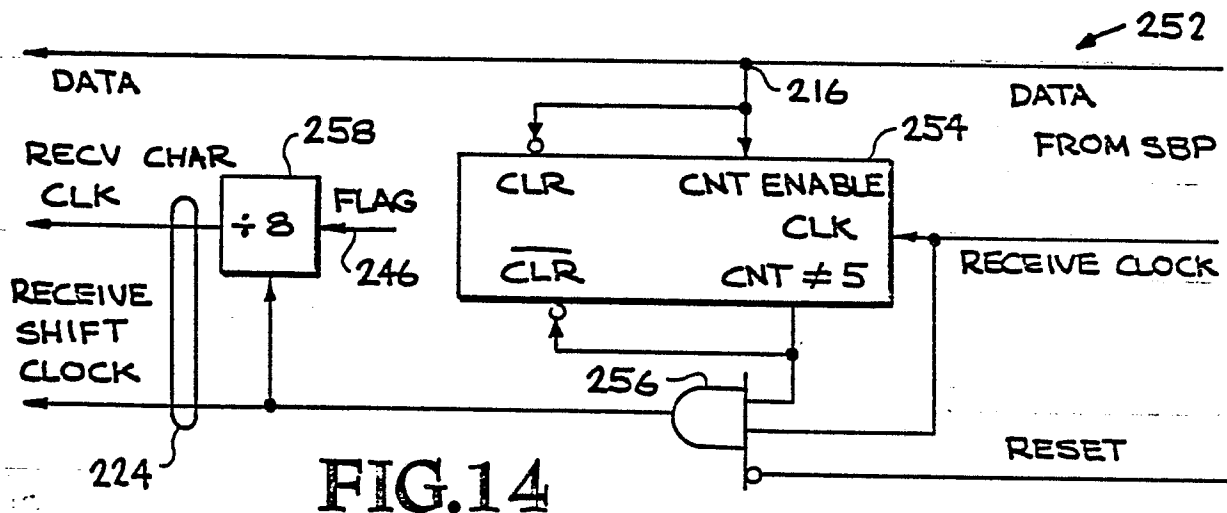 252
DATA
216
DATA
FROM SBP
258
254
RECV CHAR
CLK
÷ 8
FLAG
246
CLR
CNT ENABLE
CLK
C̅L̅R̅
CNT ≠ 5
RECEIVE CLOCK
RECEIVE
SHIFT
CLOCK
256
224
RESET
FIG.14